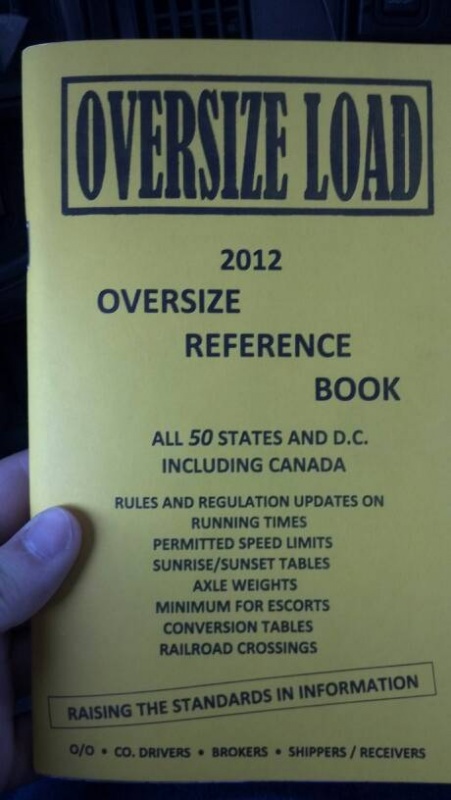 OVERSIZE LOAD
2012
OVERSIZE
REFERENCE
BOOK
ALL 50 STATES AND D.C.
INCLUDING CANADA
RULES AND REGULATION UPDATES ON
RUNNING TIMES
PERMITTED SPEED LIMITS
SUNRISE/SUNSET TABLES
AXLE WEIGHTS
MINIMUM FOR ESCORTS
CONVERSION TABLES
RAILROAD CROSSINGS
RAISING THE STANDARDS IN INFORMATION
O/O • CO. DRIVERS • BROKERS • SHIPPERS / RECEIVERS